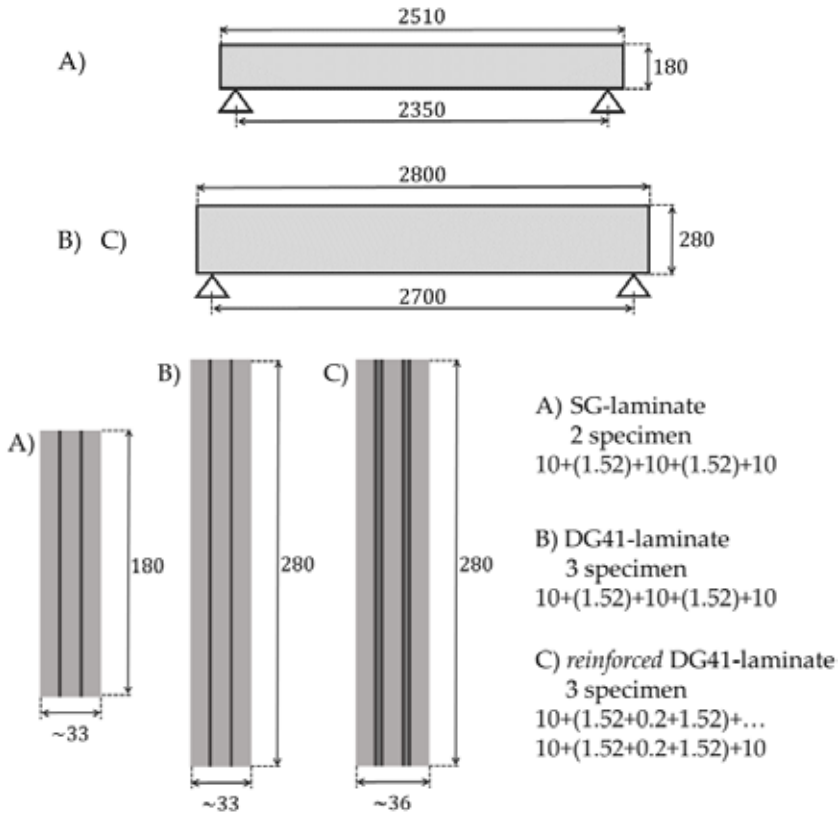 2510
A)
180
2350
2800
B) C)
280
2700
A)
180
~33
B)
280
~33
C)
280
~36
A) SG-laminate
2 specimen
10+(1.52)+10+(1.52)+10
B) DG41-laminate
3 specimen
10+(1.52)+10+(1.52)+10
C) reinforced DG41-laminate
3 specimen
10+(1.52+0.2+1.52)+...
10+(1.52+0.2+1.52)+10